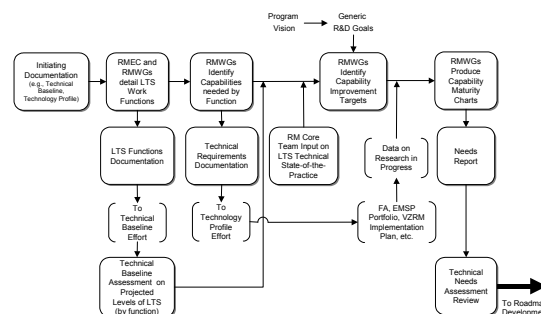 Program
Vision
Generic
R&D Goals
Initiating
Documentation
(e.g., Technical
Baseline,
Technology Profile)
RMEC and
RMWGs
detail LTS
Work
Functions
RMWGs
Identify
Capabilities
needed by
Function
RMWGs
Identify
Capability
Improvement
Targets
RMWGs
Produce
Capability
Maturity
Charts
LTS Functions
Documentation
Technical
Requirements
Documentation
RM Core
Team Input on
LTS Technical
State-of-the-
Practice
Data on
Research in
Progress
Needs
Report
To
Technical
Baseline
Effort
To
Technology
Profile
Effort
FA, EMSP
Portfolio, VZRM
Implementation
Plan, etc.
Technical
Baseline
Assessment on
Projected
Levels of LTS
(by function)
Technical
Needs
Assessment
Review
To Roadma
Developme